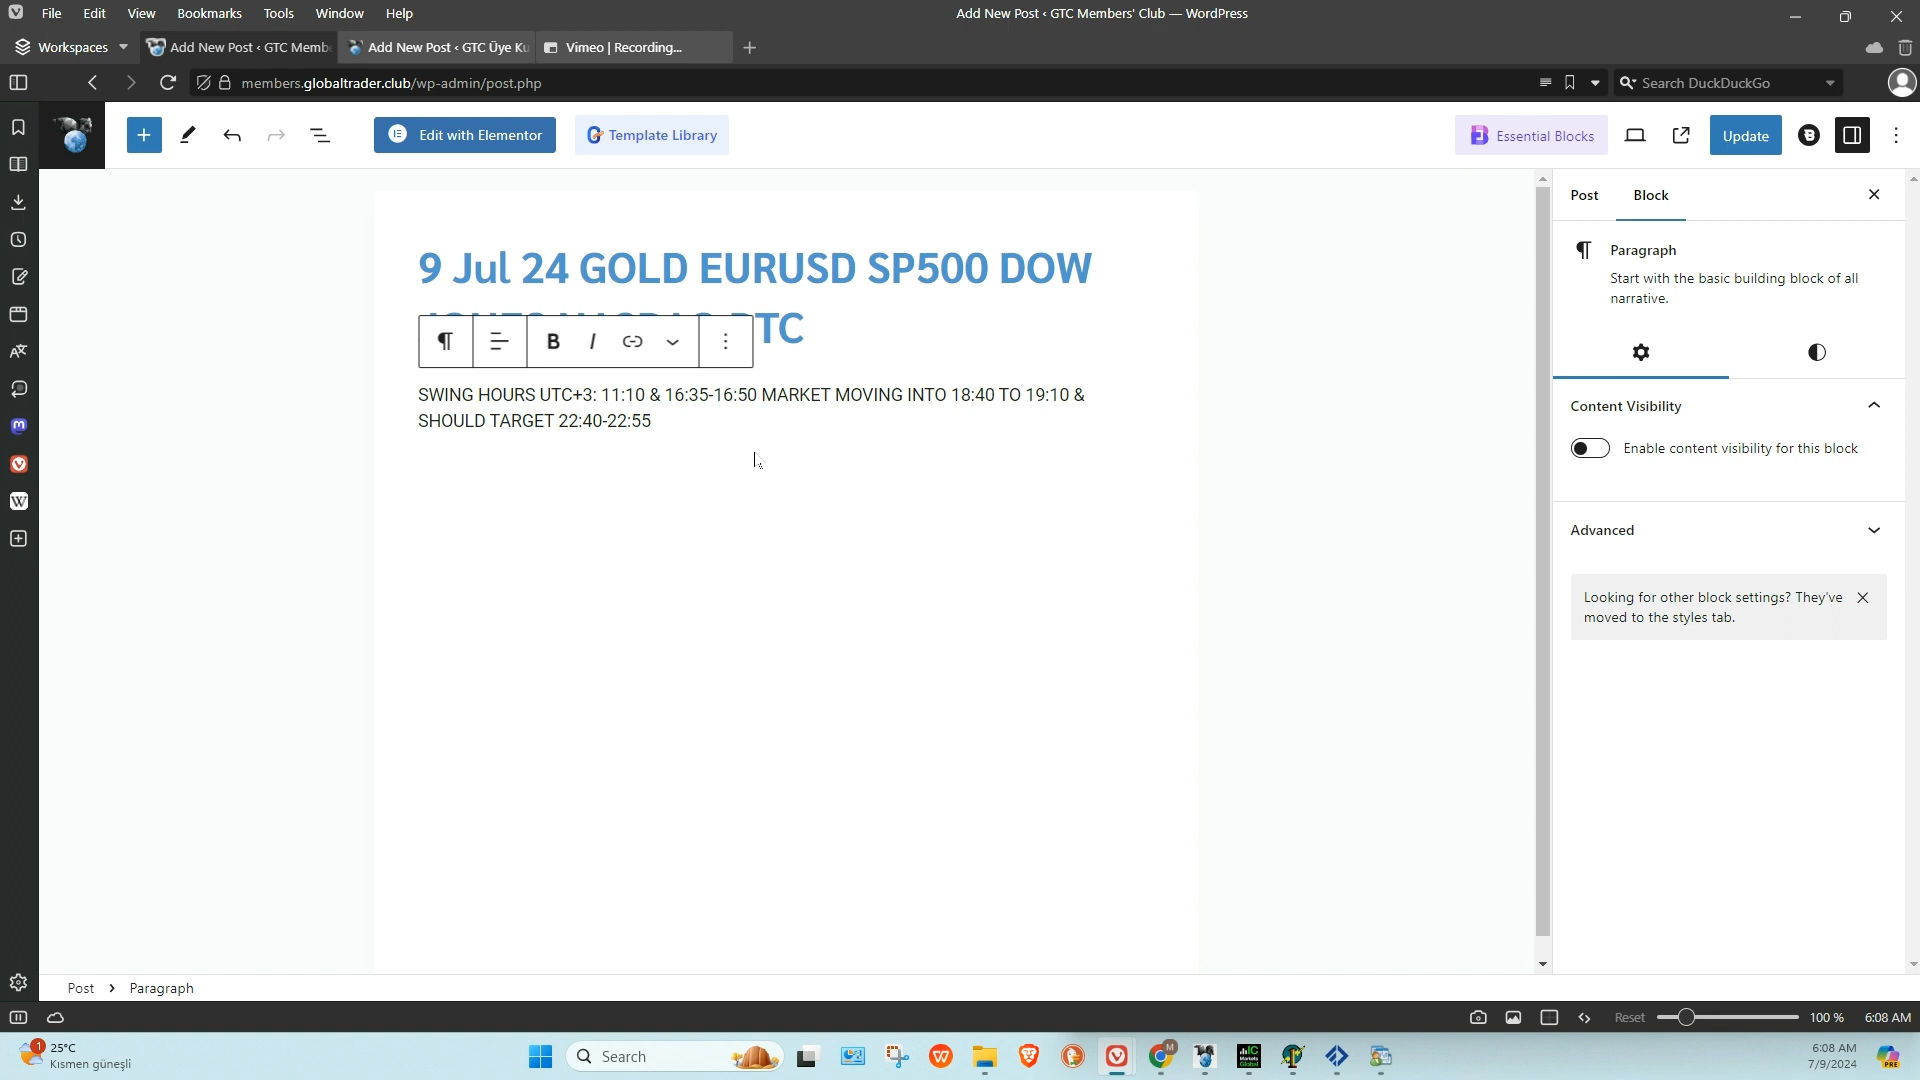 File Edit View Bookmarks Tools Window Help
Add New Post < GTC Members' Club — WordPress
Workspaces
Add New Post < GTC Memb
Add New Post < GTC Üye Ku
Vimeo | Recording...
members.globaltrader.club/wp-admin/post.php
Search DuckDuckGo
Edit with Elementor
Template Library
Essential Blocks
Update
Post
Block
9 Jul 24 GOLD EURUSD SP500 DOW
BTC
SWING HOURS UTC+3: 11:10 & 16:35-16:50 MARKET MOVING INTO 18:40 TO 19:10 &
SHOULD TARGET 22:40-22:55
Paragraph
Start with the basic building block of all
narrative.
Content Visibility
Enable content visibility for this block
Advanced
Looking for other block settings? They've
moved to the styles tab.
Post > Paragraph
Reset
100 %
6:08 AM
1
25°C
Kısmen güneşli
Search
6:08 AM
7/9/2024